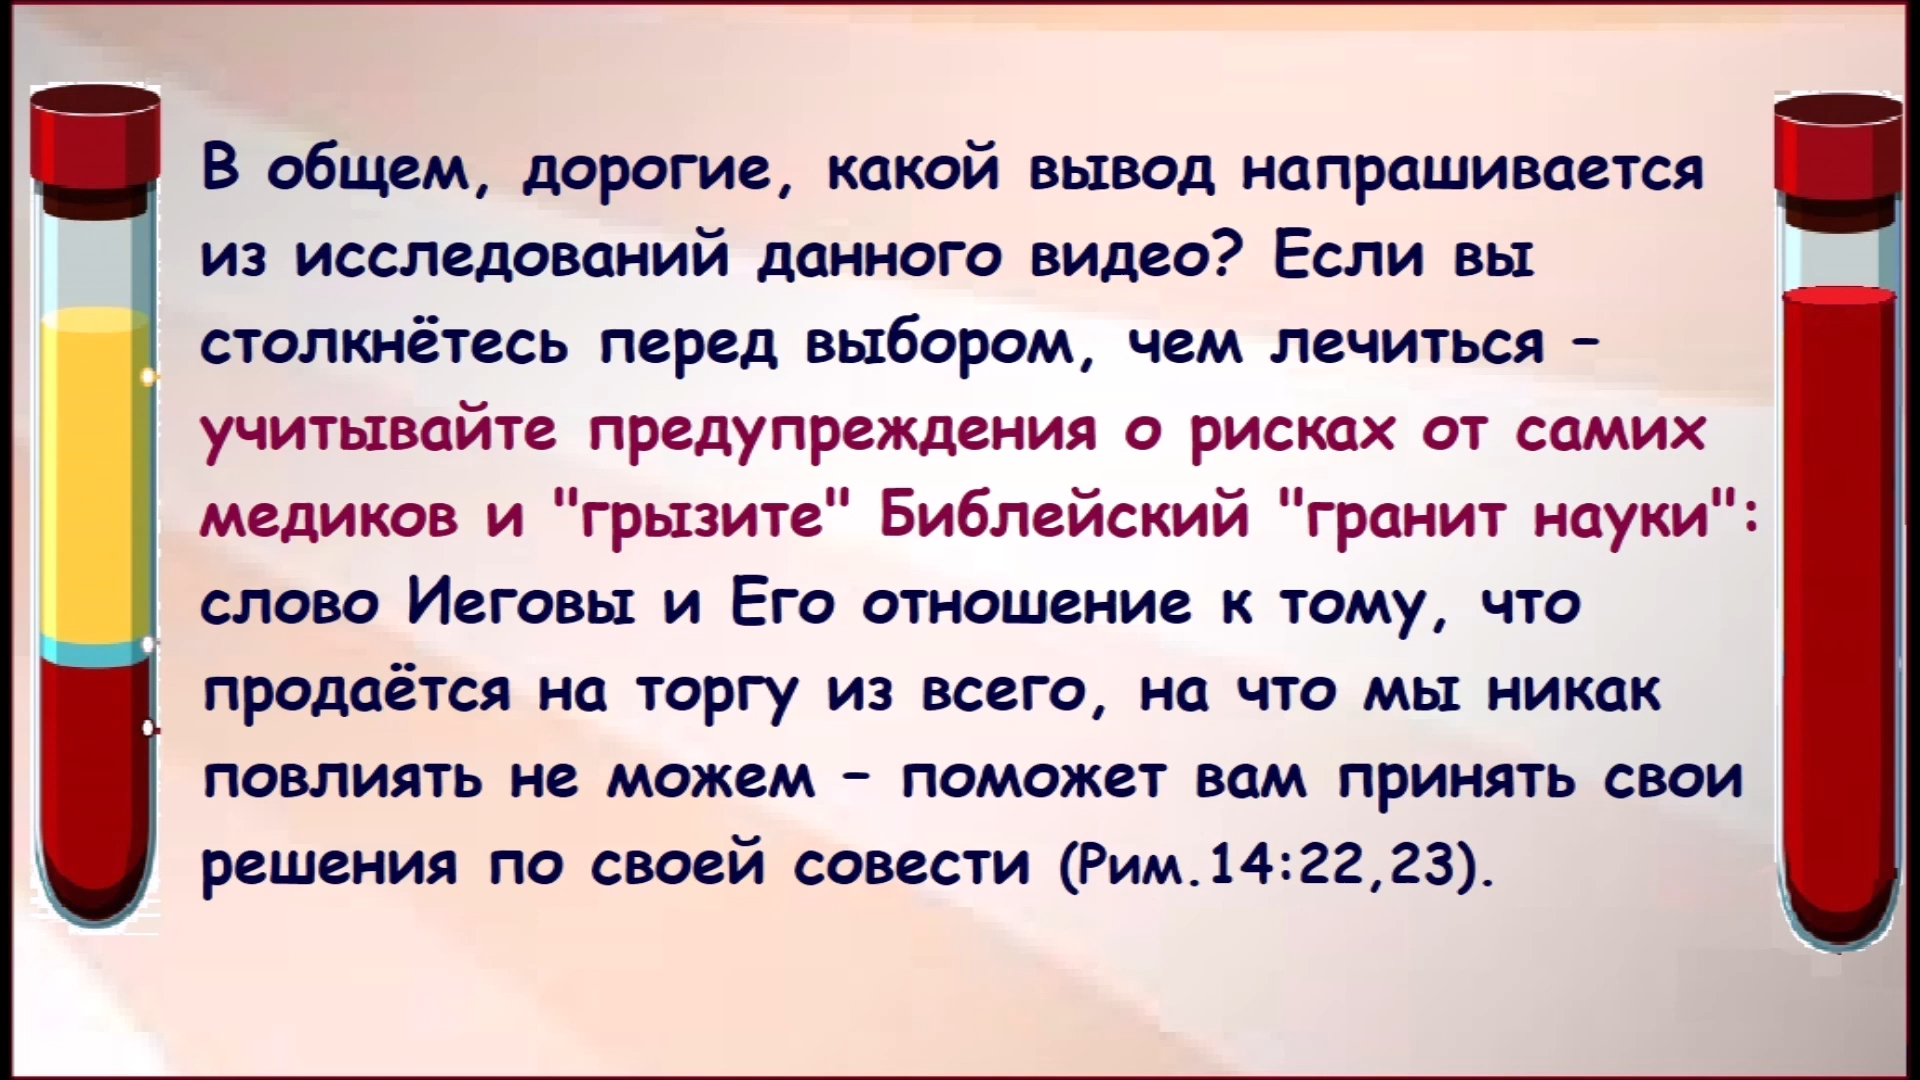 В общем, дорогие, какой вывод напрашивается
из исследований данного видео? Если вы
столкнётесь перед выбором, чем лечиться –
учитывайте предупреждения о рисках от самих
медиков и "грызите" Библейский "гранит науки":
слово Иеговы и Его отношение к тому, что
продаётся на торгу из всего, на что мы никак
повлиять не можем – поможет вам принять свои
решения по своей совести (Рим.14:22,23).